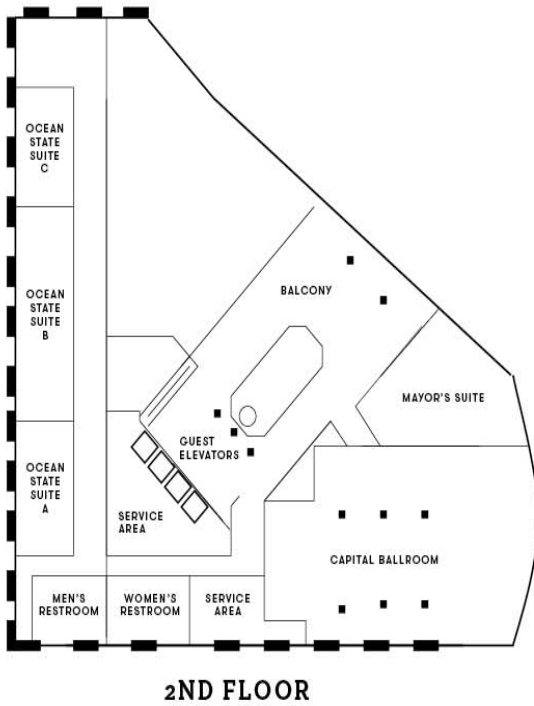 OCEAN
STATE
SUITE
C
OCEAN
STATE
SUITE
B
BALCONY
MAYOR'S SUITE
GUEST
ELEVATORS
OCEAN
STATE
SUITE
A
SERVICE
AREA
CAPITAL BALLROOM
MEN'S
RESTROOM
WOMEN'S
RESTROOM
SERVICE
AREA
2ND FLOOR